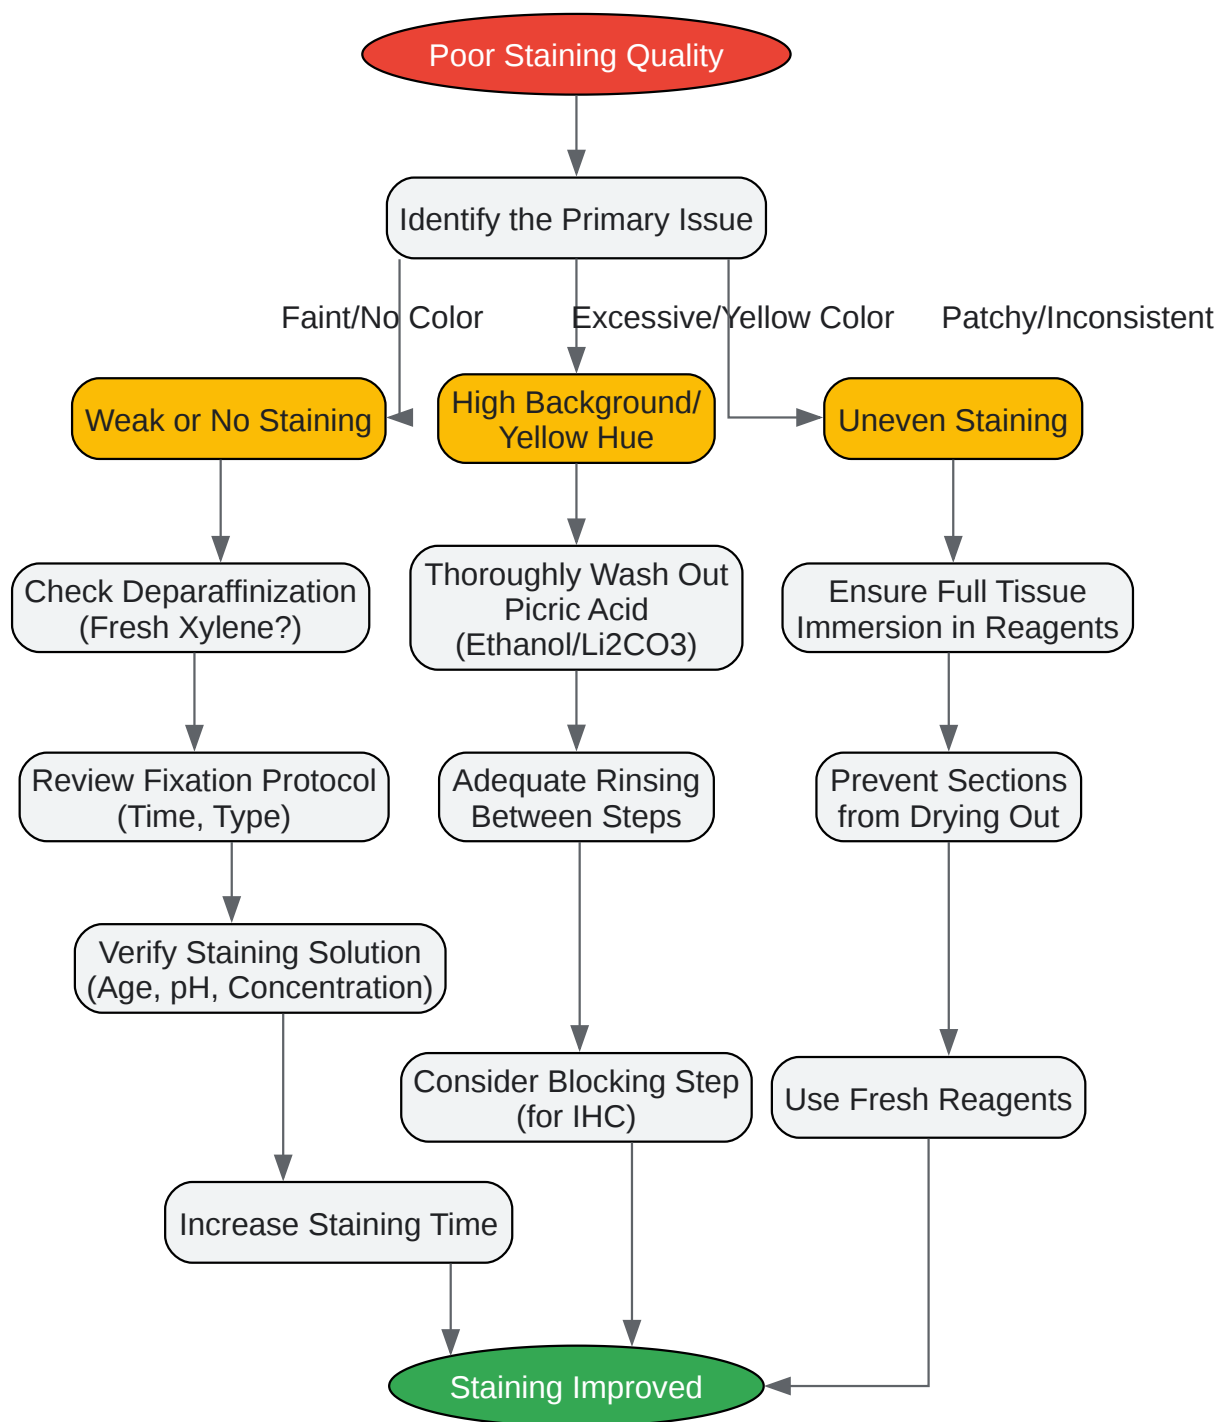 Poor Staining Quality
Identify the Primary Issue
Faint/No Color
Excessive/Yellow Color
Patchy/Inconsistent
Weak or No Staining
High Background/
Yellow Hue
Uneven Staining
Check Deparaffinization
(Fresh Xylene?)
Thoroughly Wash Out
Picric Acid
(Ethanol/Li2CO3)
Ensure Full Tissue
Immersion in Reagents
Review Fixation Protocol
(Time, Type)
Adequate Rinsing
Between Steps
Prevent Sections
from Drying Out
Verify Staining Solution
(Age, pH, Concentration)
Consider Blocking Step
(for IHC)
Use Fresh Reagents
Increase Staining Time
Staining Improved